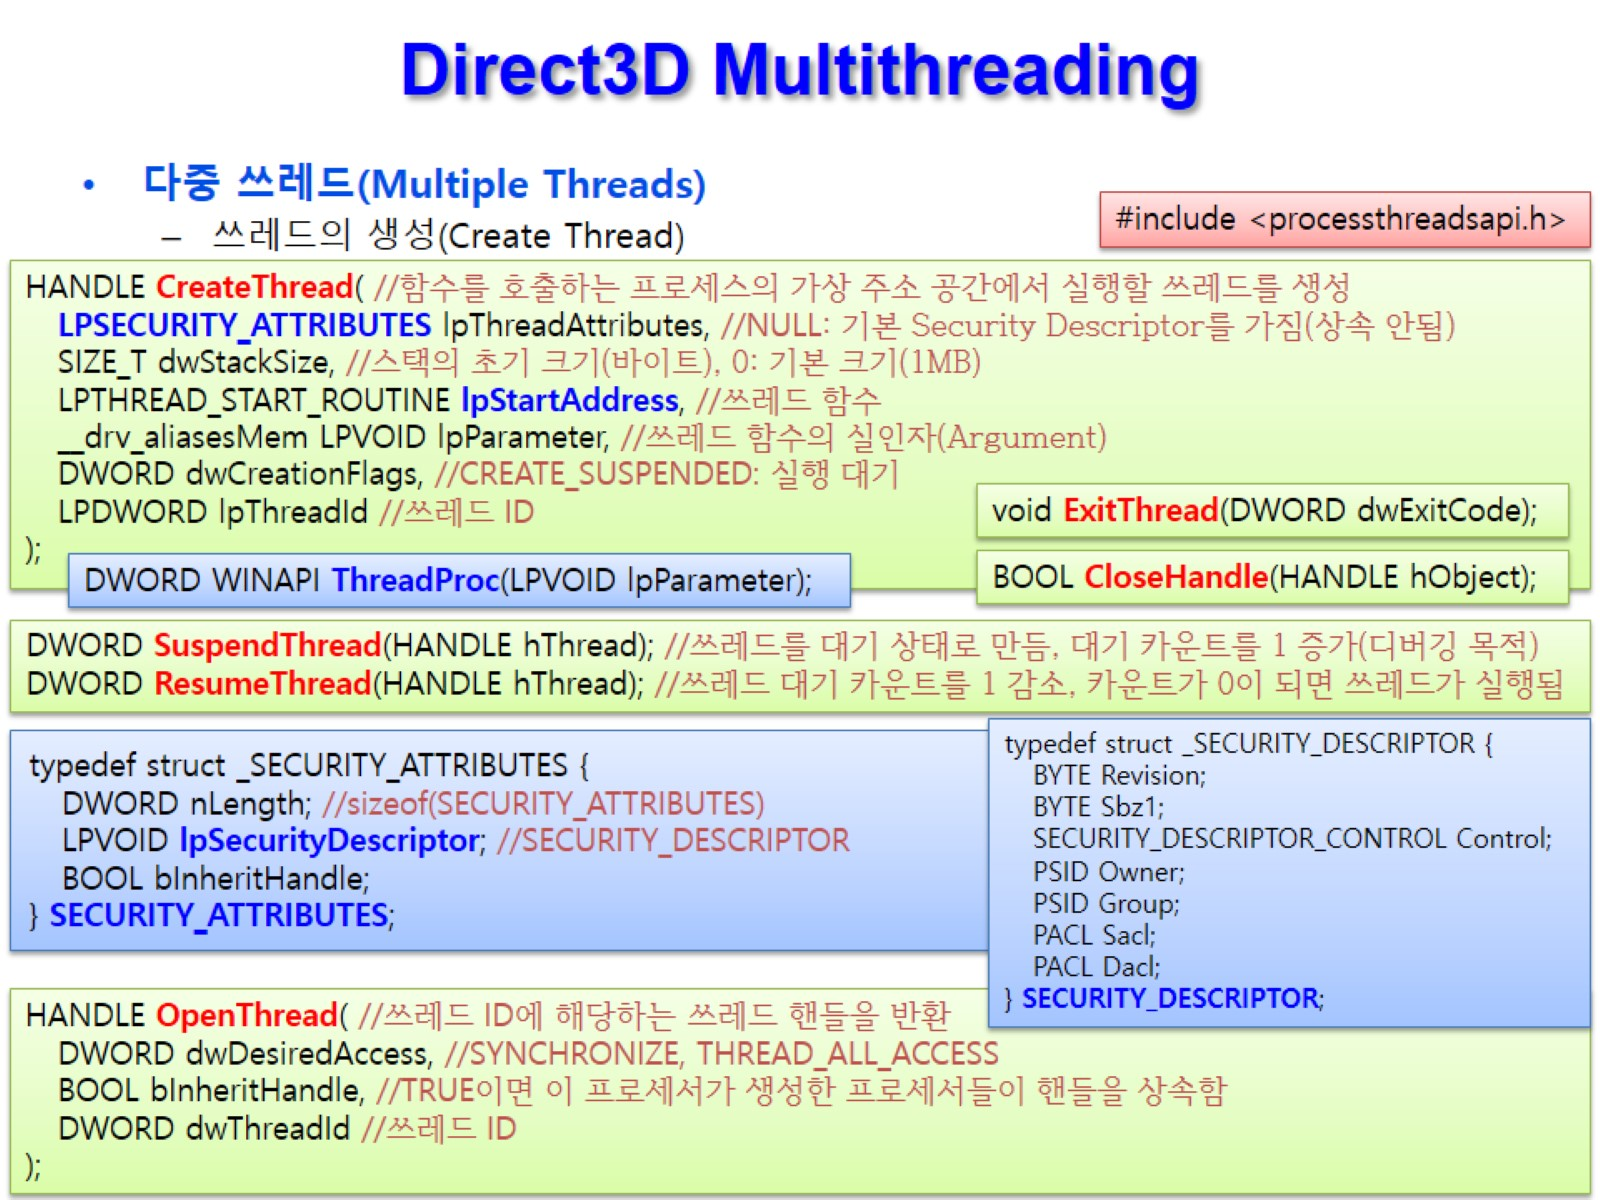 Direct3D Multithreading
• 다중 쓰레드(Multiple Threads)
– 쓰레드의 생성(Create Thread)
#include <processthreadsapi.h>
HANDLE CreateThread( //함수를 호출하는 프로세스의 가상 주소 공간에서 실행할 쓰레드를 생성
LPSECURITY_ATTRIBUTES lpThreadAttributes, //NULL: 기본 Security Descriptor를 가짐(상속 안됨)
SIZE_T dwStackSize, //스택의 초기 크기(바이트), 0: 기본 크기(1MB)
LPTHREAD_START_ROUTINE lpStartAddress, //쓰레드 함수
__drv_aliasesMem LPVOID lpParameter, //쓰레드 함수의 실인자(Argument)
DWORD dwCreationFlags, //CREATE_SUSPENDED: 실행 대기
LPDWORD lpThreadId //쓰레드 ID
);
void ExitThread(DWORD dwExitCode);
DWORD WINAPI ThreadProc(LPVOID lpParameter);
BOOL CloseHandle(HANDLE hObject);
DWORD SuspendThread(HANDLE hThread); //쓰레드를 대기 상태로 만듬, 대기 카운트를 1 증가(디버깅 목적)
DWORD ResumeThread(HANDLE hThread); //쓰레드 대기 카운트를 1 감소, 카운트가 0이 되면 쓰레드가 실행됨
typedef struct _SECURITY_ATTRIBUTES {
DWORD nLength; //sizeof(SECURITY_ATTRIBUTES)
LPVOID lpSecurityDescriptor; //SECURITY_DESCRIPTOR
BOOL bInheritHandle;
} SECURITY_ATTRIBUTES;
typedef struct _SECURITY_DESCRIPTOR {
BYTE Revision;
BYTE Sbz1;
SECURITY_DESCRIPTOR_CONTROL Control;
PSID Owner;
PSID Group;
PACL Sacl;
PACL Dacl;
} SECURITY_DESCRIPTOR;
HANDLE OpenThread( //쓰레드 ID에 해당하는 쓰레드 핸들을 반환
DWORD dwDesiredAccess, //SYNCHRONIZE, THREAD_ALL_ACCESS
BOOL bInheritHandle, //TRUE이면 이 프로세서가 생성한 프로세서들이 핸들을 상속함
DWORD dwThreadId //쓰레드 ID
);